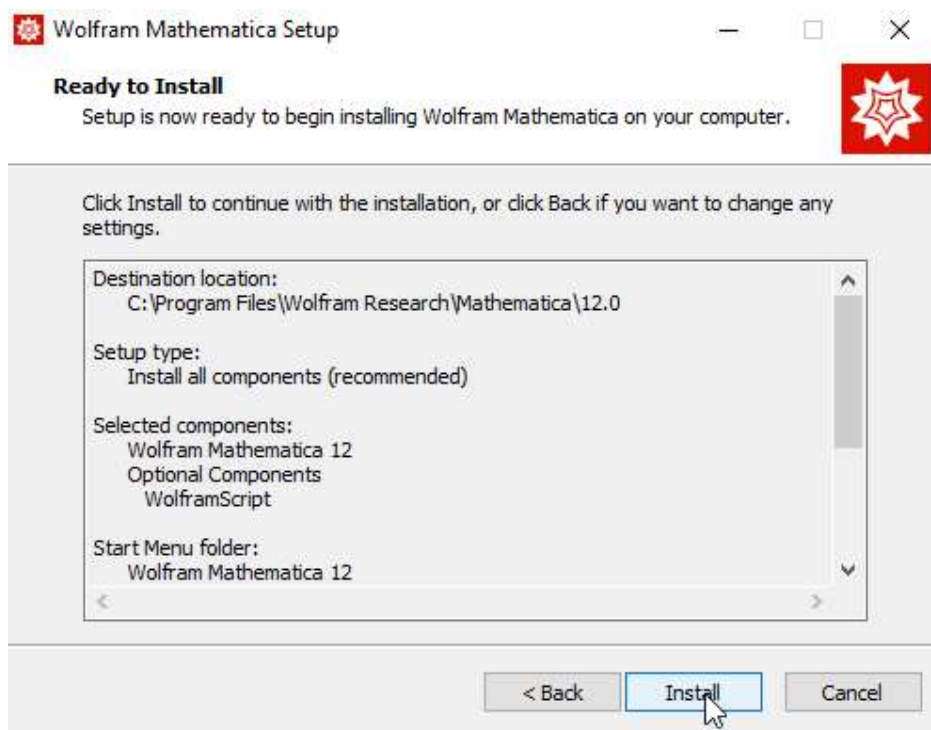 Wolfram Mathematica Setup
Ready to Install
Setup is now ready to begin installing Wolfram Mathematica on your computer.
Click Install to continue with the installation, or click Back if you want to change any
settings.
Destination location:
C:\Program Files\Wolfram Research\Mathematica\12.0
Setup type:
Install all components (recommended)
Selected components:
Wolfram Mathematica 12
Optional Components
WolframScript
Start Menu folder:
Wolfram Mathematica 12
< Back Install Cancel